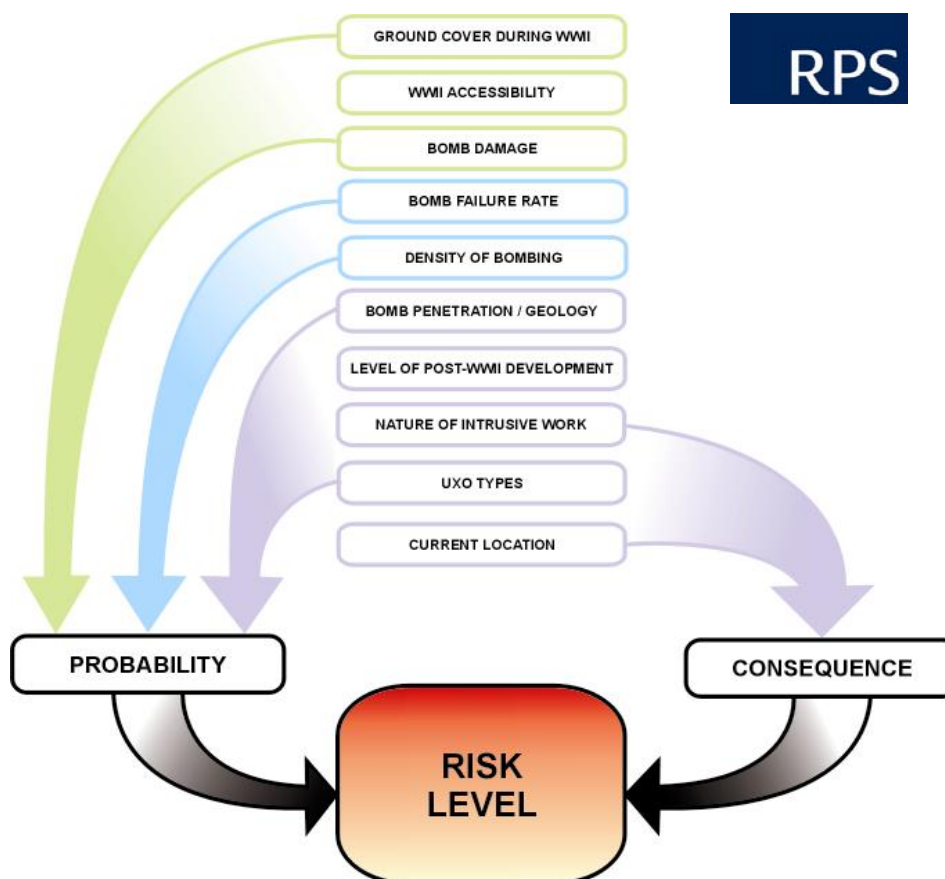 GROUND COVER DURING WWII
RPS
WWII ACCESSIBILITY
BOMB DAMAGE
BOMB FAILURE RATE
DENSITY OF BOMBING
BOMB PENETRATION / GEOLOGY
LEVEL OF POST-WWII DEVELOPMENT
NATURE OF INTRUSIVE WORK
UXO TYPES
CURRENT LOCATION
PROBABILITY
CONSEQUENCE
RISK
LEVEL